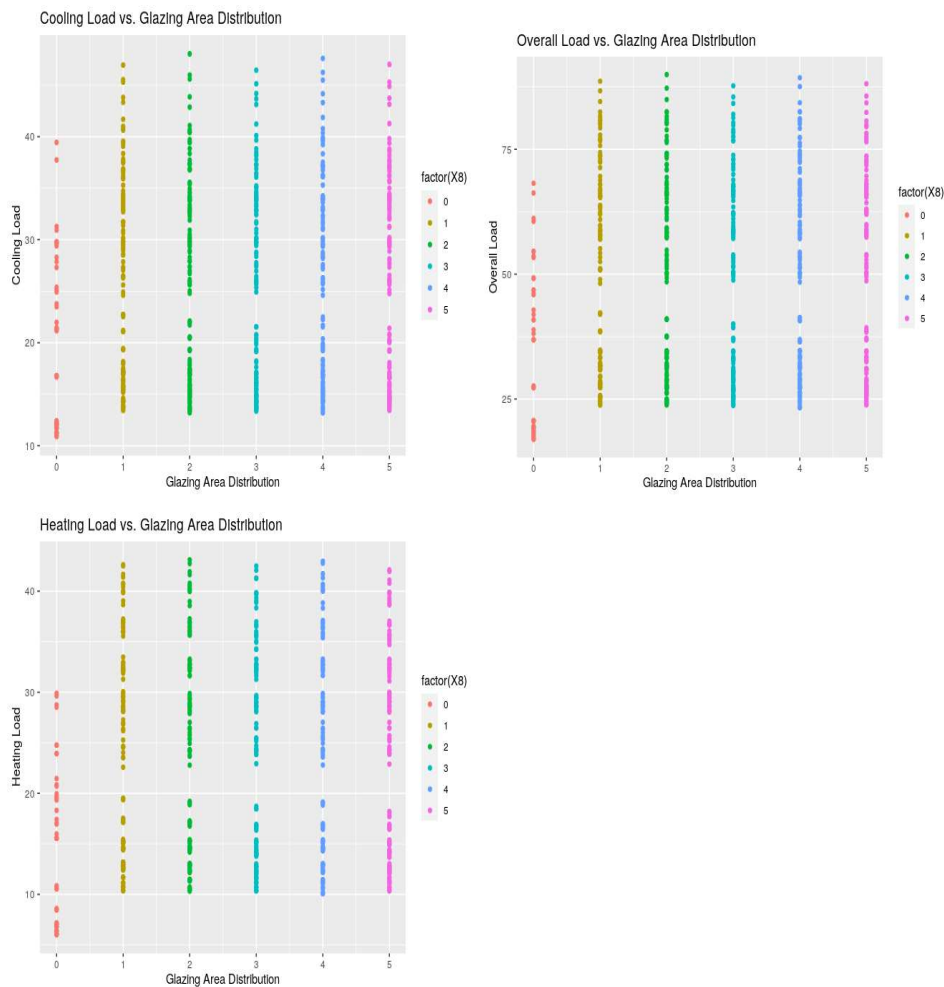 Cooling Load vs. Glazing Area Distribution
Cooling Load
40
30
20
10
0 1 2 3 4 5
Glazing Area Distribution
factor(X8)
0
1
2
3
4
5
Overall Load vs. Glazing Area Distribution
Overall Load
75
50
25
0 1 2 3 4 5
Glazing Area Distribution
factor(X8)
0
1
2
3
4
5
Heating Load vs. Glazing Area Distribution
Heating Load
40
30
20
10
0 1 2 3 4 5
Glazing Area Distribution
factor(X8)
0
1
2
3
4
5